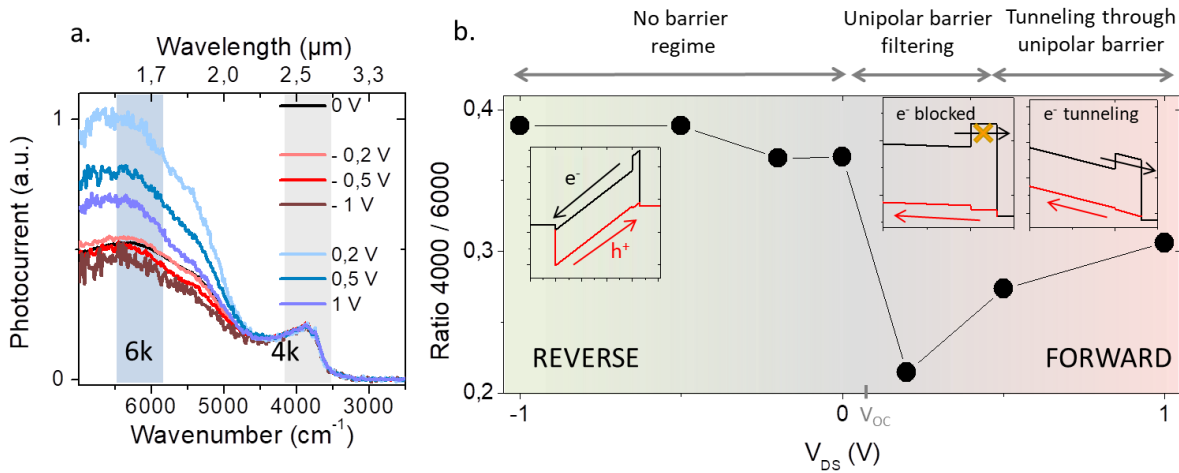 a.
Wavelength (µm)
1,7 2,0 2,5 3,3
Photocurrent (a.u.)
1
0
0 V
- 0,2 V
- 0,5 V
- 1 V
0,2 V
0,5 V
1 V
6k
4k
6000 5000 4000 3000
Wavenumber (cm-1)
b.
No barrier
regime
Unipolar barrier
filtering
Tunneling through
unipolar barrier
Ratio 4000 / 6000
0,4
0,3
0,2
e-
h+
e- blocked
e- tunneling
REVERSE
FORWARD
-1 0 1
VOC
VDS (V)